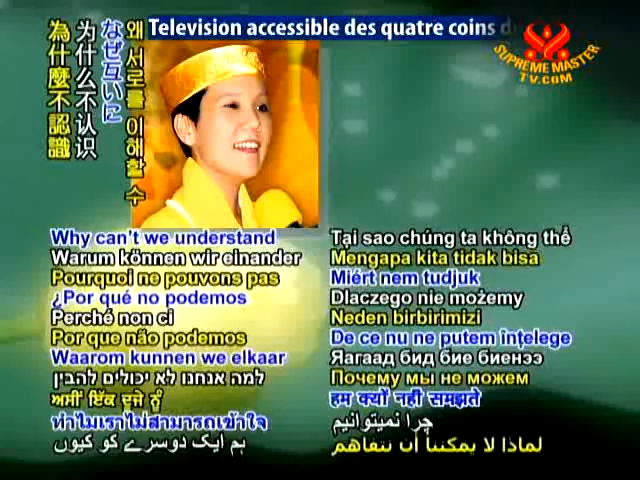 Television accessible des quatre coins d
SUPREME MASTER
TV.COM
왜 서로를 이해할 수
なぜ互いに
为什么不认识
為什麼不認識
Why can't we understand
Warum können wir einander
Pourquoi ne pouvons pas
¿Por qué no podemos
Perché non ci
Por que não podemos
Waarom kunnen we elkaar
למה אנחנו לא יכולים להבין
ਅਸੀਂ ਇੱਕ ਦੂਜੇ ਨੂੰ
ทำไมเราไม่สามารถเข้าใจ
ہم ایک دوسرے کو کیوں
Tại sao chúng ta không thể
Mengapa kita tidak bisa
Miért nem tudjuk
Dlaczego nie możemy
Neden birbirimizi
De ce nu ne putem înţelege
Яагаад бид бие биенээ
Почему мы не можем
हम क्यों नहीं समझते
چرا نمیتوانیم
لماذا لا يمكننا أن نتفاهم